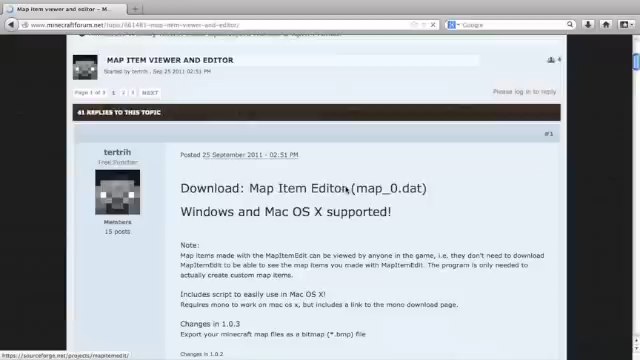 Map item viewer and editor - ...
www.minecraftforum.net/topic/661483-map-item-viewer-and-editor/
Google
MAP ITEM VIEWER AND EDITOR
Started by tertrih, Sep 25 2011 02:51 PM
4
Page 1 of 3 1 2 3 NEXT
Please log in to reply
41 REPLIES TO THIS TOPIC
tertrih
#1
Tree Puncher
Members
15 posts
Posted 25 September 2011 - 02:51 PM
Download: Map Item Editor (map_0.dat)
Windows and Mac OS X supported!
Note:
Map items made with the MapItemEdit can be viewed by anyone in the game, i.e, they don't need to download
MapItemEdit to be able to see the map items you made with MapItemEdit. The program is only needed to
actually create custom map items.
Includes script to easily use in Mac OS X!
Requires mono to work on mac os x, but includes a link to the mono download page.
Changes in 1.0.3
Export your minecraft map files as a bitmap (*.bmp) file
Changes in 1.0.2
https://sourceforge.net/projects/mapitemedit/